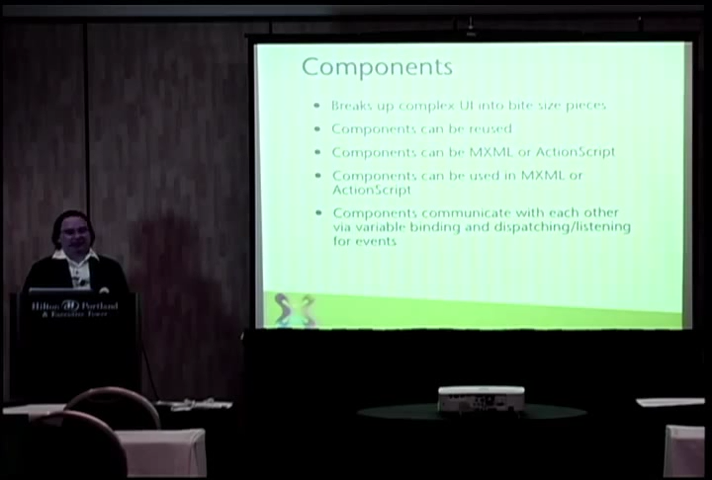 Components
• Breaks up complex UI into bite size pieces
• Components can be reused
• Components can be MXML or ActionScript
• Components can be used in MXML or
ActionScript
• Components communicate with each other
via variable binding and dispatching/listening
for events
Hilton H Portland
& Executive Tower